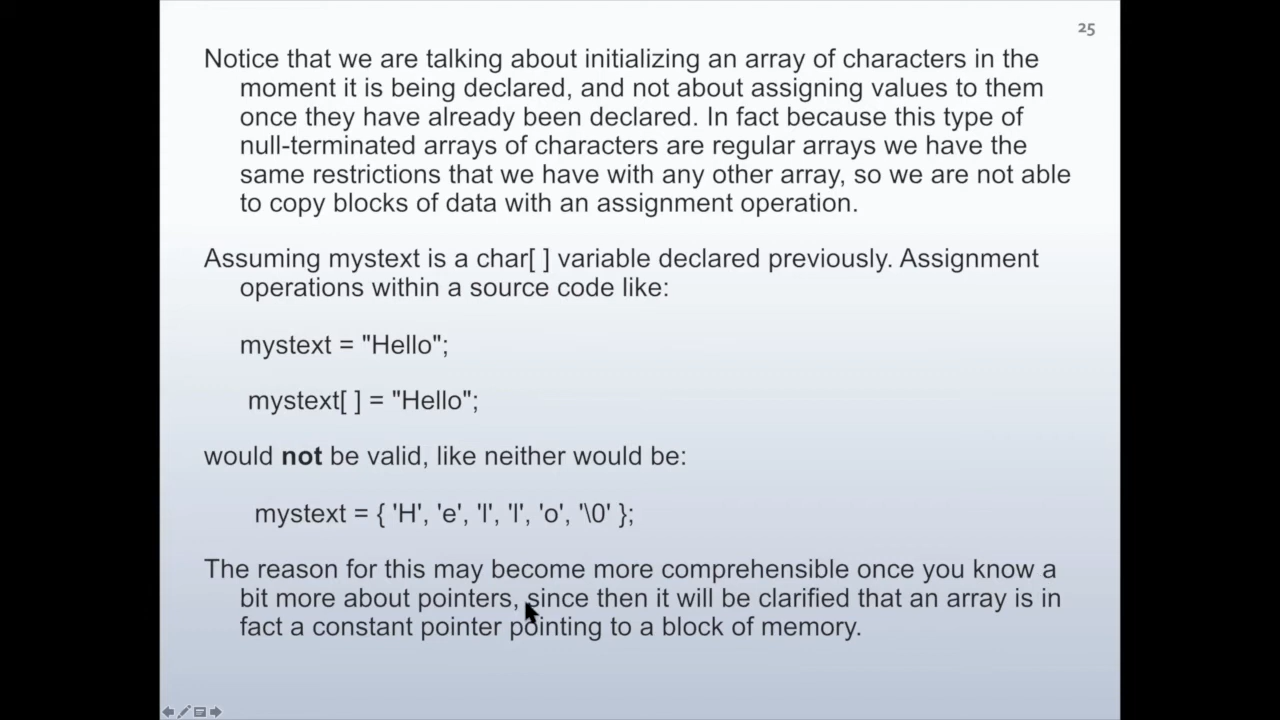 25
Notice that we are talking about initializing an array of characters in the
moment it is being declared, and not about assigning values to them
once they have already been declared. In fact because this type of
null-terminated arrays of characters are regular arrays we have the
same restrictions that we have with any other array, so we are not able
to copy blocks of data with an assignment operation.
Assuming mystext is a char[ ] variable declared previously. Assignment
operations within a source code like:
mystext = "Hello";
mystext[ ] = "Hello";
would not be valid, like neither would be:
mystext = { 'H', 'e', 'l', 'l', 'o', '\0' };
The reason for this may become more comprehensible once you know a
bit more about pointers, since then it will be clarified that an array is in
fact a constant pointer pointing to a block of memory.